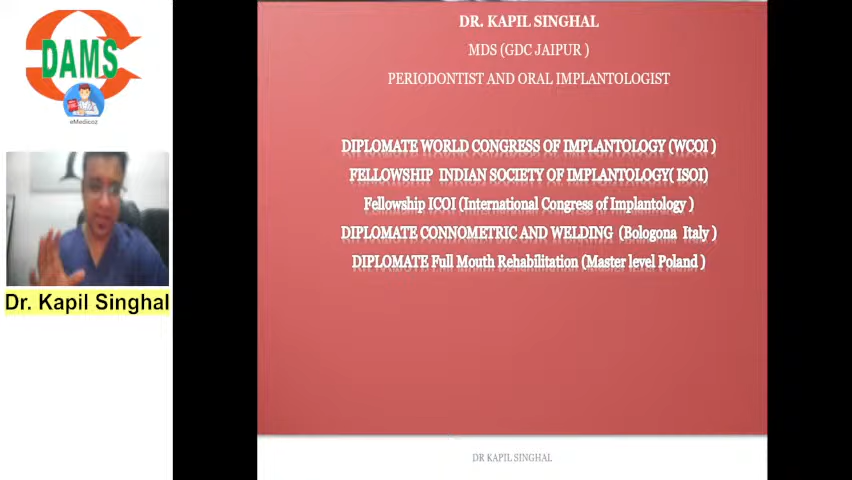 DAMS
eMedicoz
Dr. Kapil Singhal
DR. KAPIL SINGHAL
MDS (GDC JAIPUR )
PERIODONTIST AND ORAL IMPLANTOLOGIST
DIPLOMATE WORLD CONGRESS OF IMPLANTOLOGY (WCOI )
FELLOWSHIP INDIAN SOCIETY OF IMPLANTOLOGY( ISOI)
Fellowship ICOI (International Congress of Implantology )
DIPLOMATE CONNOMETRIC AND WELDING (Bologona Italy )
DIPLOMATE Full Mouth Rehabilitation (Master level Poland )
DR KAPIL SINGHAL